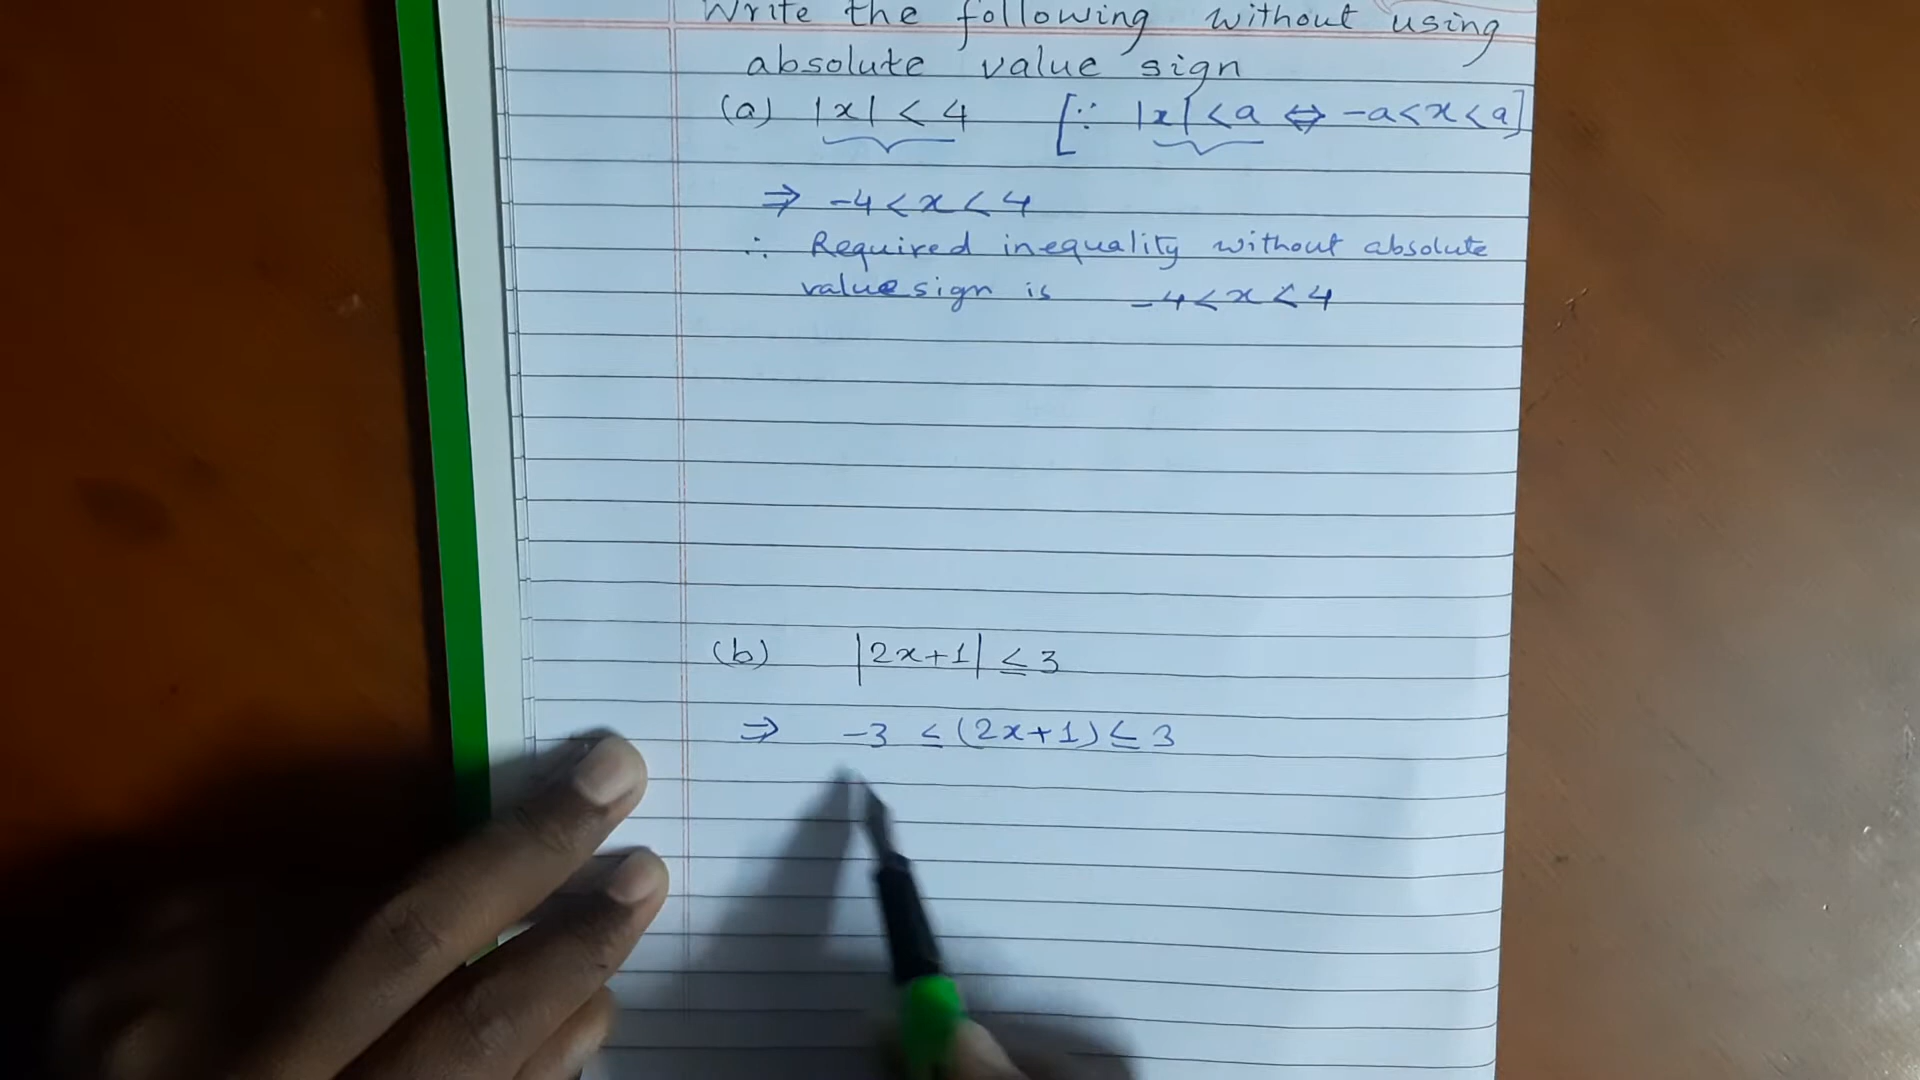 Write the following without using
absolute value sign
(a) |x| < 4 [∵ |x| < a ⇔ -a < x < a]
⇒ -4 < x < 4
∴ Required inequality without absolute
value sign is -4 < x < 4
(b) |2x+1| ≤ 3
⇒ -3 ≤ (2x+1) ≤ 3